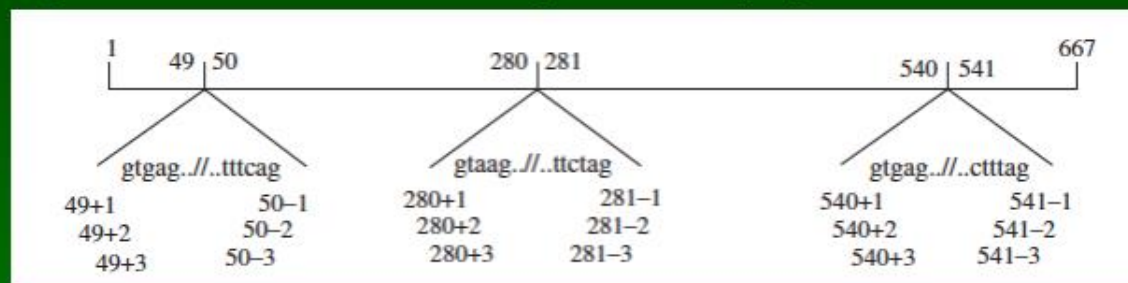 1 49 50 280 281 540 541 667
gtgag..//..tttcag gtaag..//..ttctag gtgag..//..ctttag
49+1 50–1 280+1 281–1 540+1 541–1
49+2 50–2 280+2 281–2 540+2 541–2
49+3 50–3 280+3 281–3 540+3 541–3